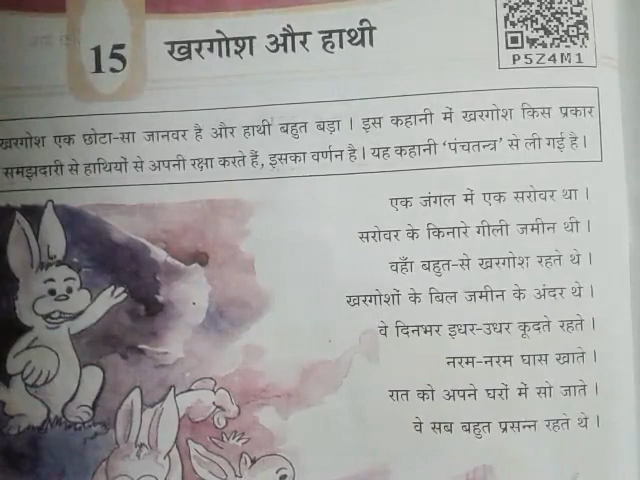 15
खरगोश और हाथी
P5Z4M1
खरगोश एक छोटा-सा जानवर है और हाथी बहुत बड़ा । इस कहानी में खरगोश किस प्रकार
समझदारी से हाथियों से अपनी रक्षा करते हैं, इसका वर्णन है । यह कहानी ‘पंचतन्त्र’ से ली गई है ।
एक जंगल में एक सरोवर था ।
सरोवर के किनारे गीली जमीन थी ।
वहाँ बहुत-से खरगोश रहते थे ।
खरगोशों के बिल जमीन के अंदर थे ।
वे दिनभर इधर-उधर कूदते रहते ।
नरम-नरम घास खाते ।
रात को अपने घरों में सो जाते ।
वे सब बहुत प्रसन्न रहते थे ।